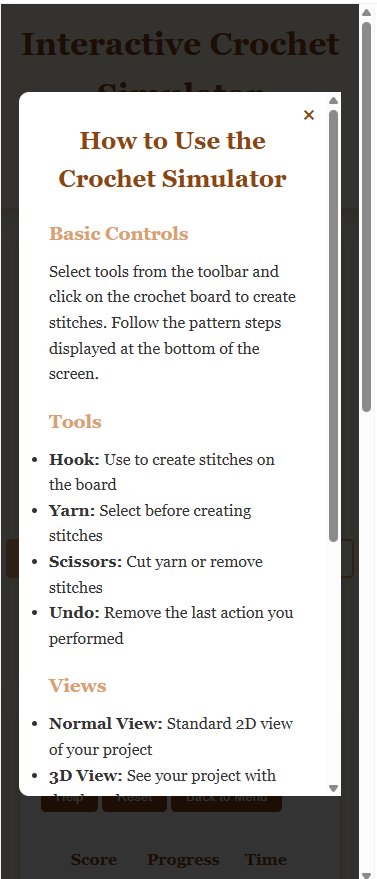 Interactive Crochet
Simulator
×
How to Use the
Crochet Simulator
Basic Controls
Select tools from the toolbar and
click on the crochet board to create
stitches. Follow the pattern steps
displayed at the bottom of the
screen.
Tools
• Hook: Use to create stitches on
the board
• Yarn: Select before creating
stitches
• Scissors: Cut yarn or remove
stitches
• Undo: Remove the last action you
performed
Views
• Normal View: Standard 2D view
of your project
• 3D View: See your project with
Help Reset Back to Menu
Score Progress Time